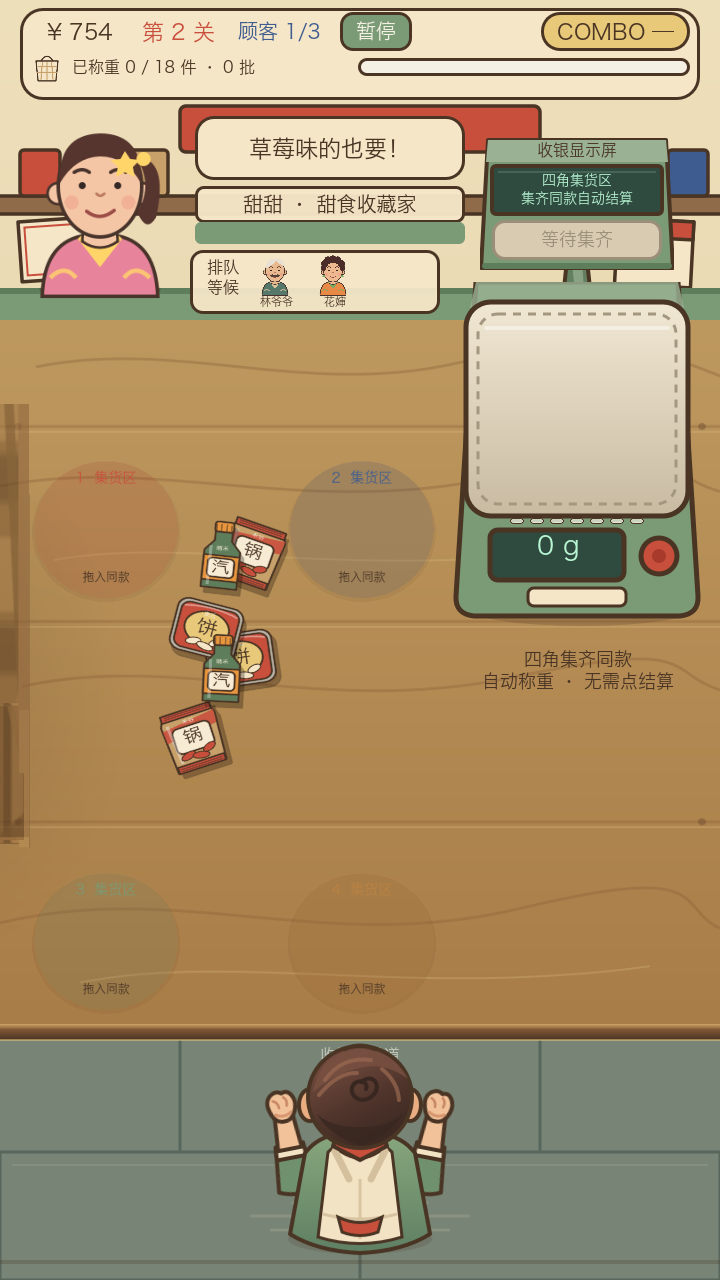 ¥ 754 第 2 关 顾客 1/3 暂停 COMBO —
已称重 0 / 18 件 · 0 批
草莓味的也要！
甜甜 · 甜食收藏家
排队
等候
林爷爷 花婶
收银显示屏
四角集货区
集齐同款自动结算
等待集齐
0 g
四角集齐同款
自动称重 · 无需点结算
1 集货区
拖入同款
2 集货区
拖入同款
锅
汽
饼
饼
汽
锅
3 集货区
拖入同款
4 集货区
拖入同款